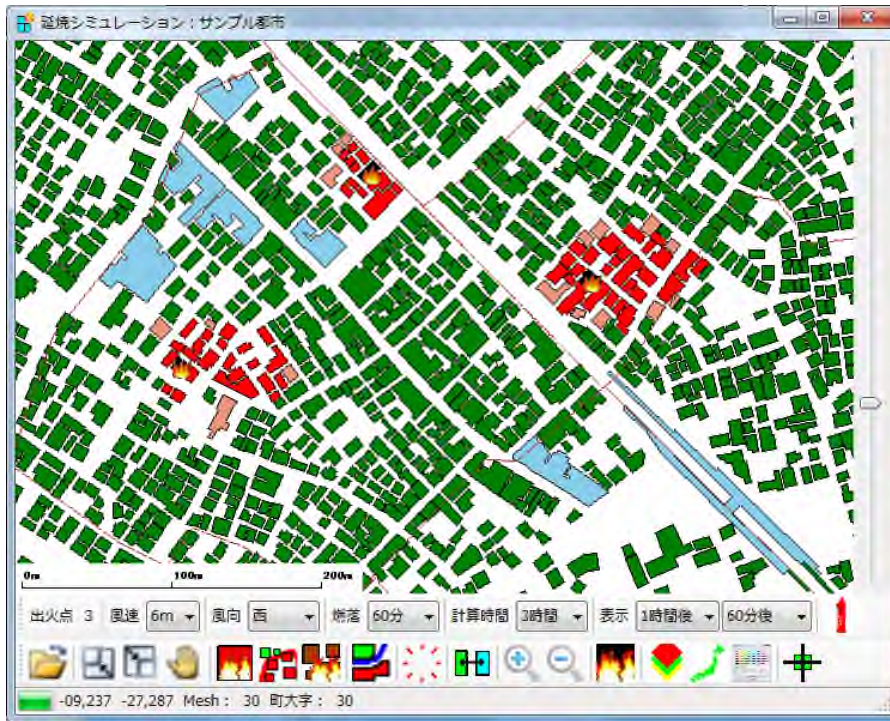 延焼シミュレーション：サンプル都市
0m 100m 200m
出火点 3 風速 6m 風向 西 燃落 60分 計算時間 3時間 表示 1時間後 60分後
-09,237 -27,287 Mesh : 30 町大字 : 30